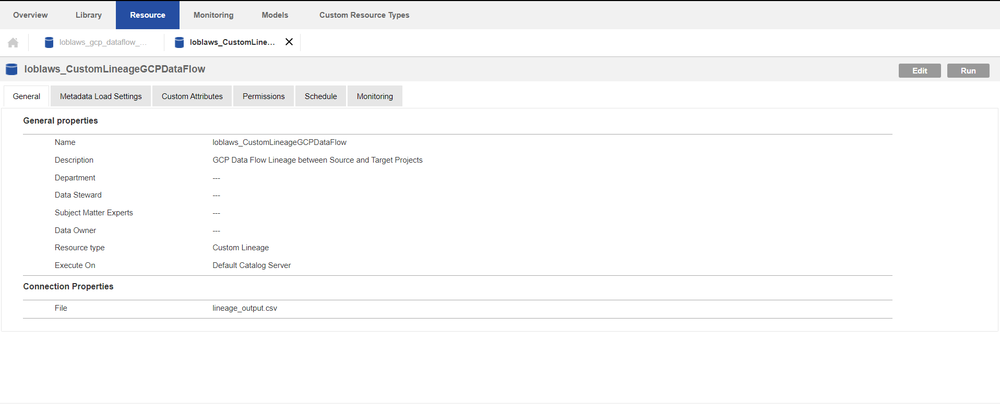 Overview Library Resource Monitoring Models Custom Resource Types
loblaws_gcp_dataflow_... loblaws_CustomLine...
loblaws_CustomLineageGCPDataFlow
Edit Run
General Metadata Load Settings Custom Attributes Permissions Schedule Monitoring
General properties
Name loblaws_CustomLineageGCPDataFlow
Description GCP Data Flow Lineage between Source and Target Projects
Department ---
Data Steward ---
Subject Matter Experts ---
Data Owner ---
Resource type Custom Lineage
Execute On Default Catalog Server
Connection Properties
File lineage_output.csv